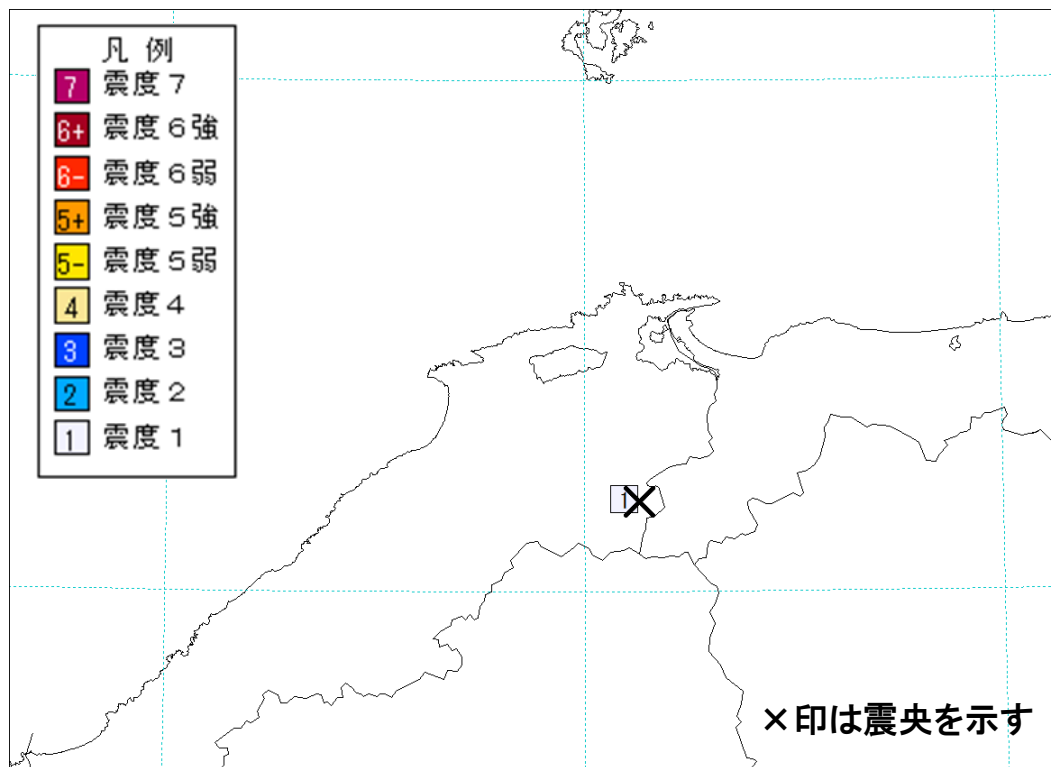 凡 例
7 震度７
6+ 震度６強
6- 震度６弱
5+ 震度５強
5- 震度５弱
4 震度４
3 震度３
2 震度２
1 震度１
1
×印は震央を示す